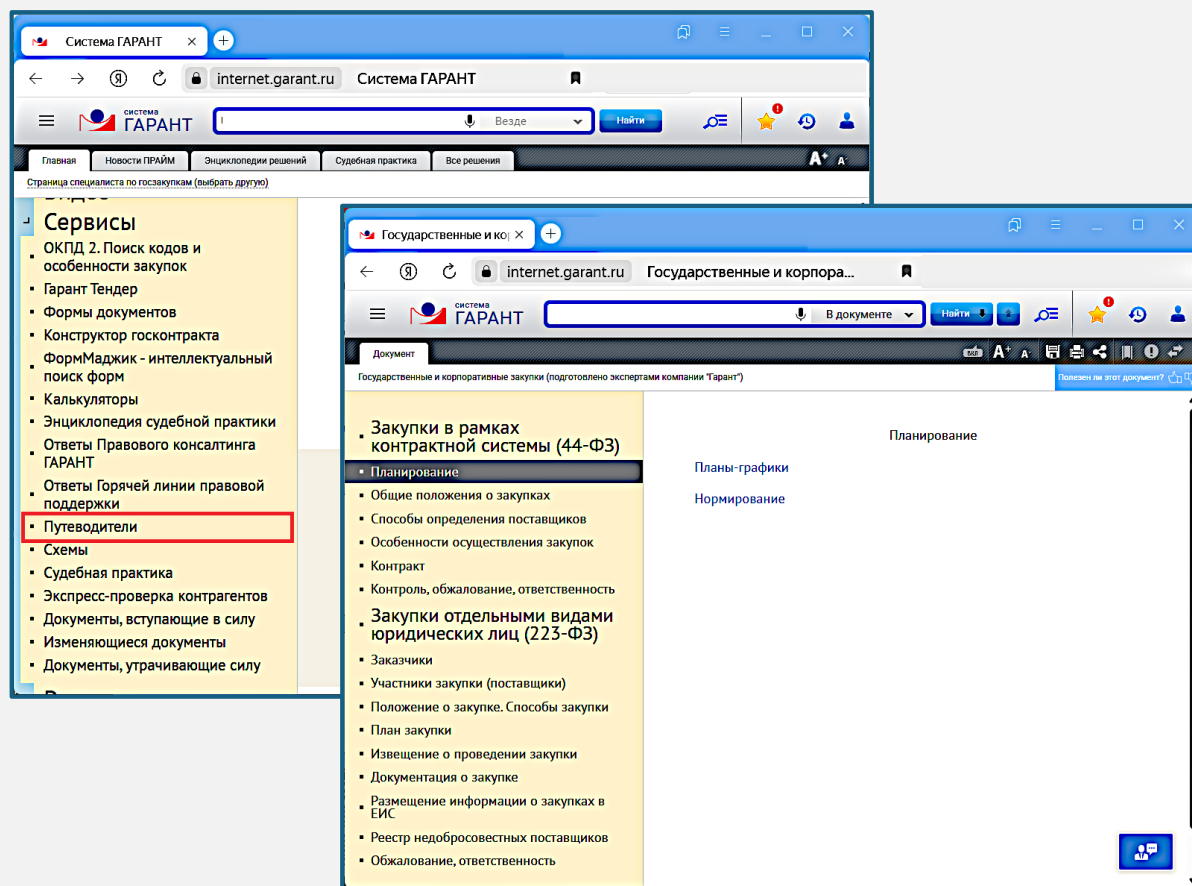 Система ГАРАНТ
internet.garant.ru Система ГАРАНТ
система
ГАРАНТ
Везде
Найти
Главная Новости ПРАЙМ Энциклопедии решений Судебная практика Все решения A+ A-
Страница специалиста по госзакупкам (выбрать другую)
Сервисы
ОКПД 2. Поиск кодов и
особенности закупок
Гарант Тендер
Формы документов
Конструктор госконтракта
ФормМаджик - интеллектуальный
поиск форм
Калькуляторы
Энциклопедия судебной практики
Ответы Правового консалтинга
ГАРАНТ
Ответы Горячей линии правовой
поддержки
Путеводители
Схемы
Судебная практика
Экспресс-проверка контрагентов
Документы, вступающие в силу
Изменяющиеся документы
Документы, утрачивающие силу
Государственные и кор
internet.garant.ru Государственные и корпора...
система
ГАРАНТ
В документе
Найти
Документ
ВКЛ A+ A-
Государственные и корпоративные закупки (подготовлено экспертами компании "Гарант")
Полезен ли этот документ?
Закупки в рамках
контрактной системы (44-ФЗ)
Планирование
Общие положения о закупках
Способы определения поставщиков
Особенности осуществления закупок
Контракт
Контроль, обжалование, ответственность
Закупки отдельными видами
юридических лиц (223-ФЗ)
Заказчики
Участники закупки (поставщики)
Положение о закупке. Способы закупки
План закупки
Извещение о проведении закупки
Документация о закупке
Размещение информации о закупках в
ЕИС
Реестр недобросовестных поставщиков
Обжалование, ответственность
Планирование
Планы-графики
Нормирование